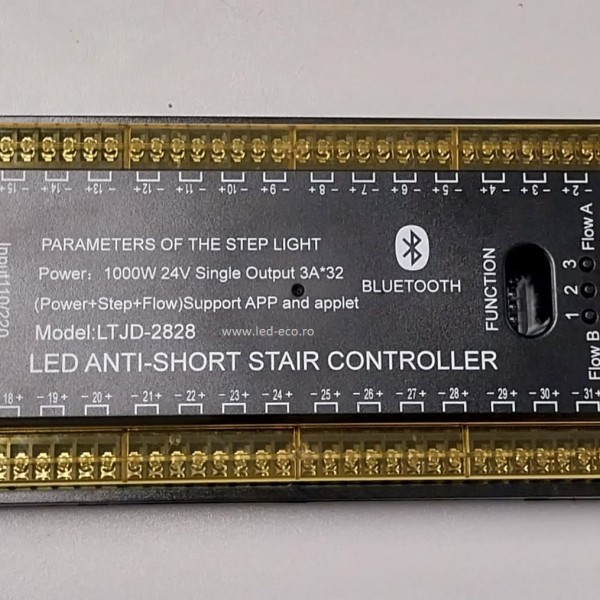 +15- +14- +13- +12- +11- +10- +9- +8- +7- +6- +5- +4- +3- +2-
PARAMETERS OF THE STEP LIGHT
Power: 1000W 24V Single Output 3A*32
(Power+Step+Flow)Support APP and applet
Model:LTJD-2828
www.led-eco.ro
LED ANTI-SHORT STAIR CONTROLLER
BLUETOOTH
FUNCTION
1 2 3
Flow A
Flow B
18+ -19+ -20+ -21+ -22+ -23+ -24+ -25+ -26+ -27+ -28+ -29+ -30+ -31+